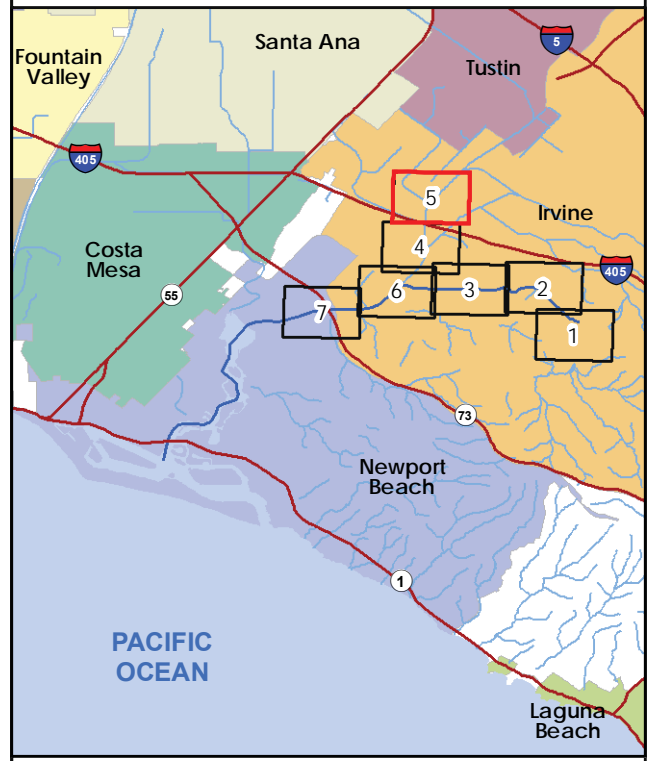 Fountain
Valley
Santa Ana
Tustin
5
405
5
Irvine
4
Costa
Mesa
405
55
6
3
2
7
1
73
Newport
Beach
1
PACIFIC
OCEAN
Laguna
Beach